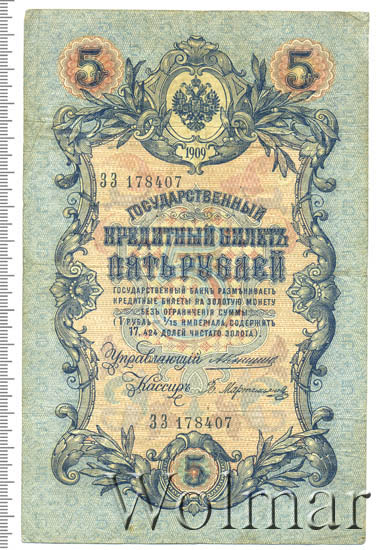 5 5
1909
ЗЗ 178407
ГОСУДАРСТВЕННЫЙ
КРЕДИТНЫЙ БИЛЕТЪ
ПЯТЬ РУБЛЕЙ
ГОСУДАРСТВЕННЫЙ БАНКЪ РАЗМѢНИВАЕТЪ
КРЕДИТНЫЕ БИЛЕТЫ НА ЗОЛОТУЮ МОНЕТУ
БЕЗЪ ОГРАНИЧЕНІЯ СУММЫ
(1 РУБЛЬ = 1/15 ИМПЕРІАЛА, СОДЕРЖИТЪ
17,424 ДОЛЕЙ ЧИСТАГО ЗОЛОТА).
Управляющій
Кассиръ
ЗЗ 178407
5
Wolmar